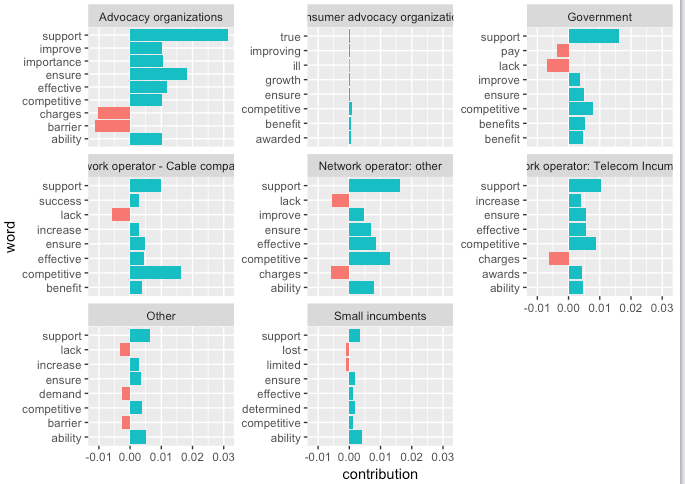 Advocacy organizations
support
improve
importance
ensure
effective
competitive
charges
barrier
ability
nsumer advocacy organizatio
true
improving
ill
growth
ensure
competitive
benefit
awarded
Government
support
pay
lack
improve
ensure
competitive
benefits
benefit
work operator - Cable compa
support
success
lack
increase
ensure
effective
competitive
benefit
Network operator: other
support
lack
improve
ensure
effective
competitive
charges
ability
rk operator: Telecom Incum
support
increase
ensure
effective
competitive
charges
awards
ability
-0.01 0.00 0.01 0.02 0.03
Other
support
lack
increase
ensure
demand
competitive
barrier
ability
-0.01 0.00 0.01 0.02 0.03
Small incumbents
support
lost
limited
ensure
effective
determined
competitive
ability
-0.01 0.00 0.01 0.02 0.03
word
contribution